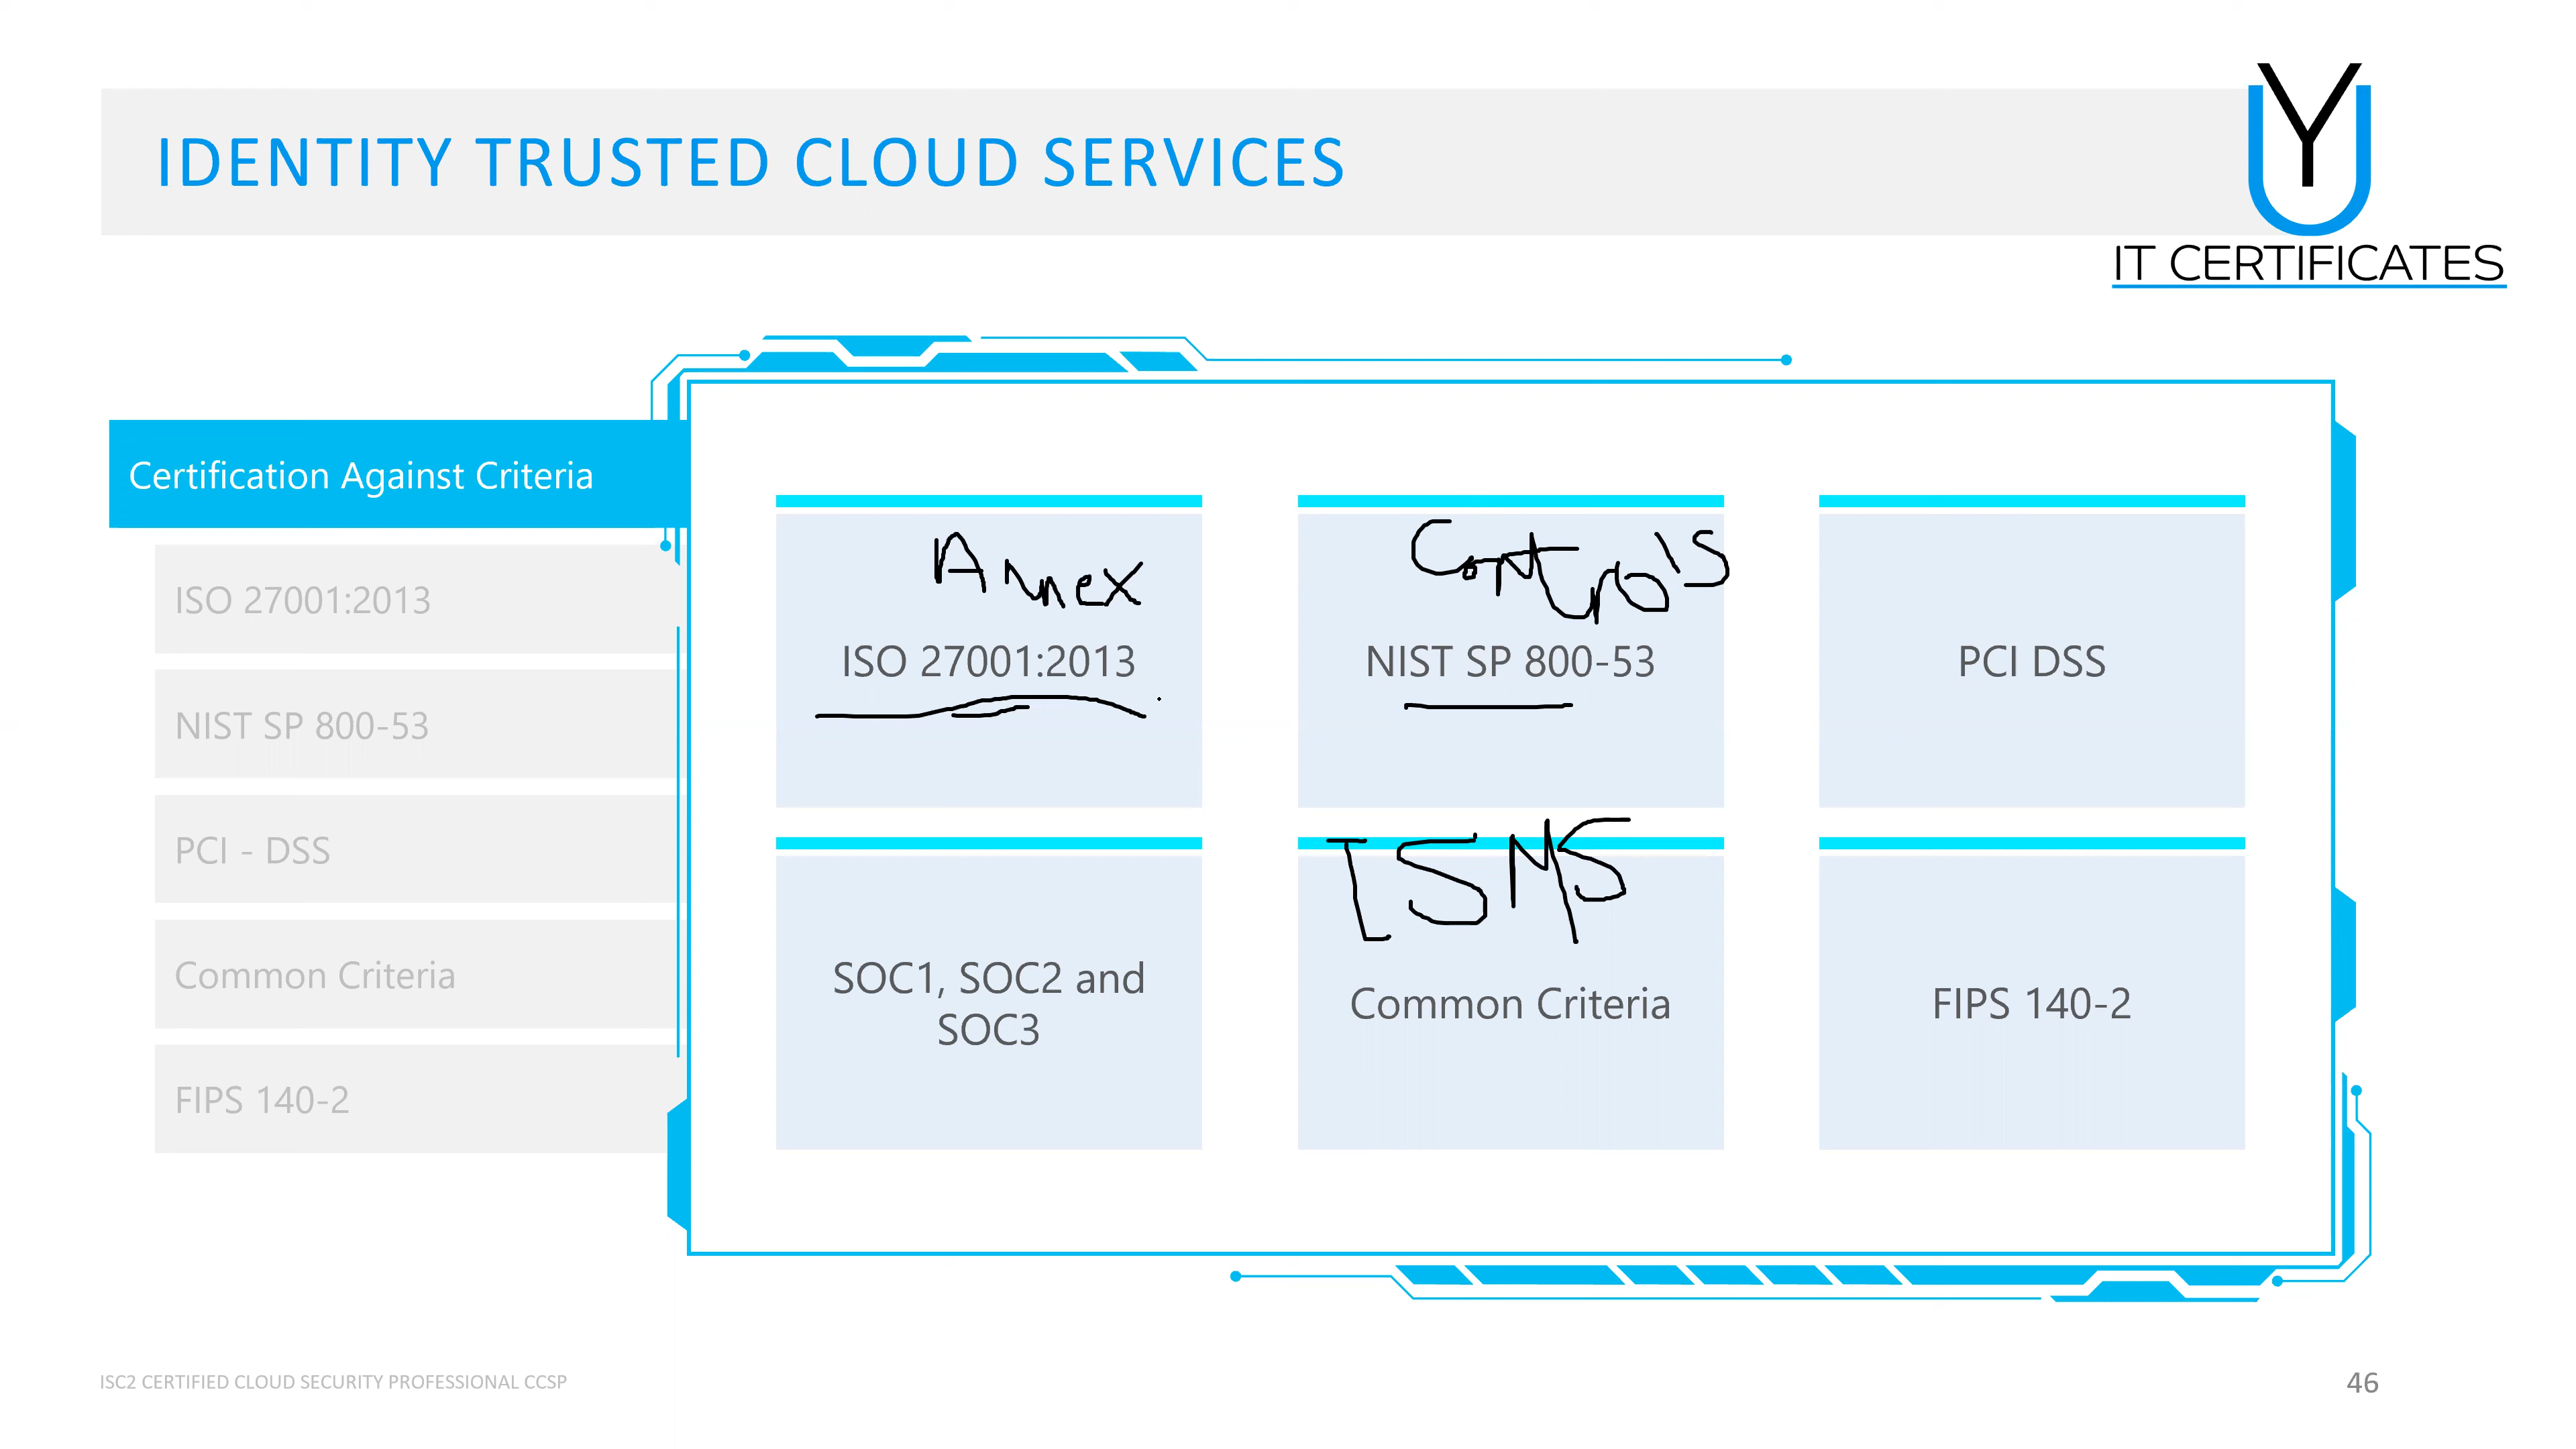 IDENTITY TRUSTED CLOUD SERVICES
UY
IT CERTIFICATES
Certification Against Criteria
ISO 27001:2013
NIST SP 800-53
PCI - DSS
Common Criteria
FIPS 140-2
Annex
ISO 27001:2013
Controls
NIST SP 800-53
PCI DSS
SOC1, SOC2 and
SOC3
ISMS
Common Criteria
FIPS 140-2
ISC2 CERTIFIED CLOUD SECURITY PROFESSIONAL CCSP
46